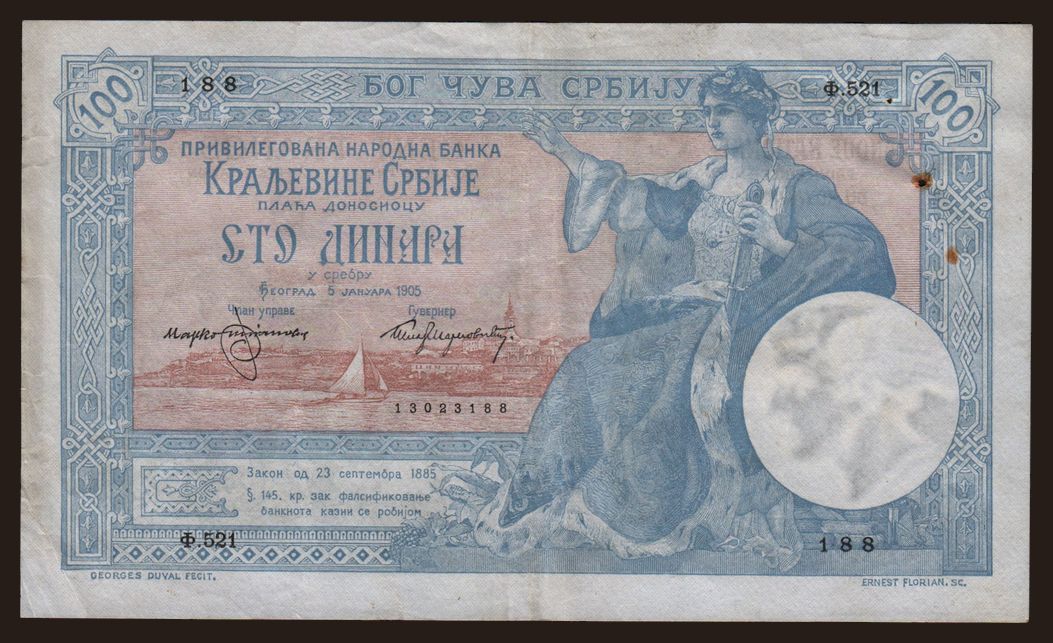 100 188 БОГ ЧУВА СРБИЈУ Ф.521 100
ПРИВИЛЕГОВАНА НАРОДНА БАНКА
КРАЉЕВИНЕ СРБИЈЕ
ПЛАЋА ДОНОСИОЦУ
СТО ДИНАРА
у сребру
БЕОГРАД 5 ЈАНУАРА 1905
Члан управе Гувернер
Марко
13023188
Закон од 23 септембра 1885
§. 145. кр. зак фалсификовање
банкнота казни се робијом
Ф.521 188
GEORGES DUVAL FECIT. ERNEST FLORIAN. SC.